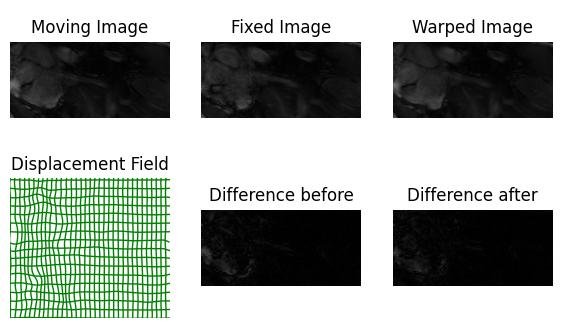 Moving Image
Fixed Image
Warped Image
Displacement Field
Difference before
Difference after